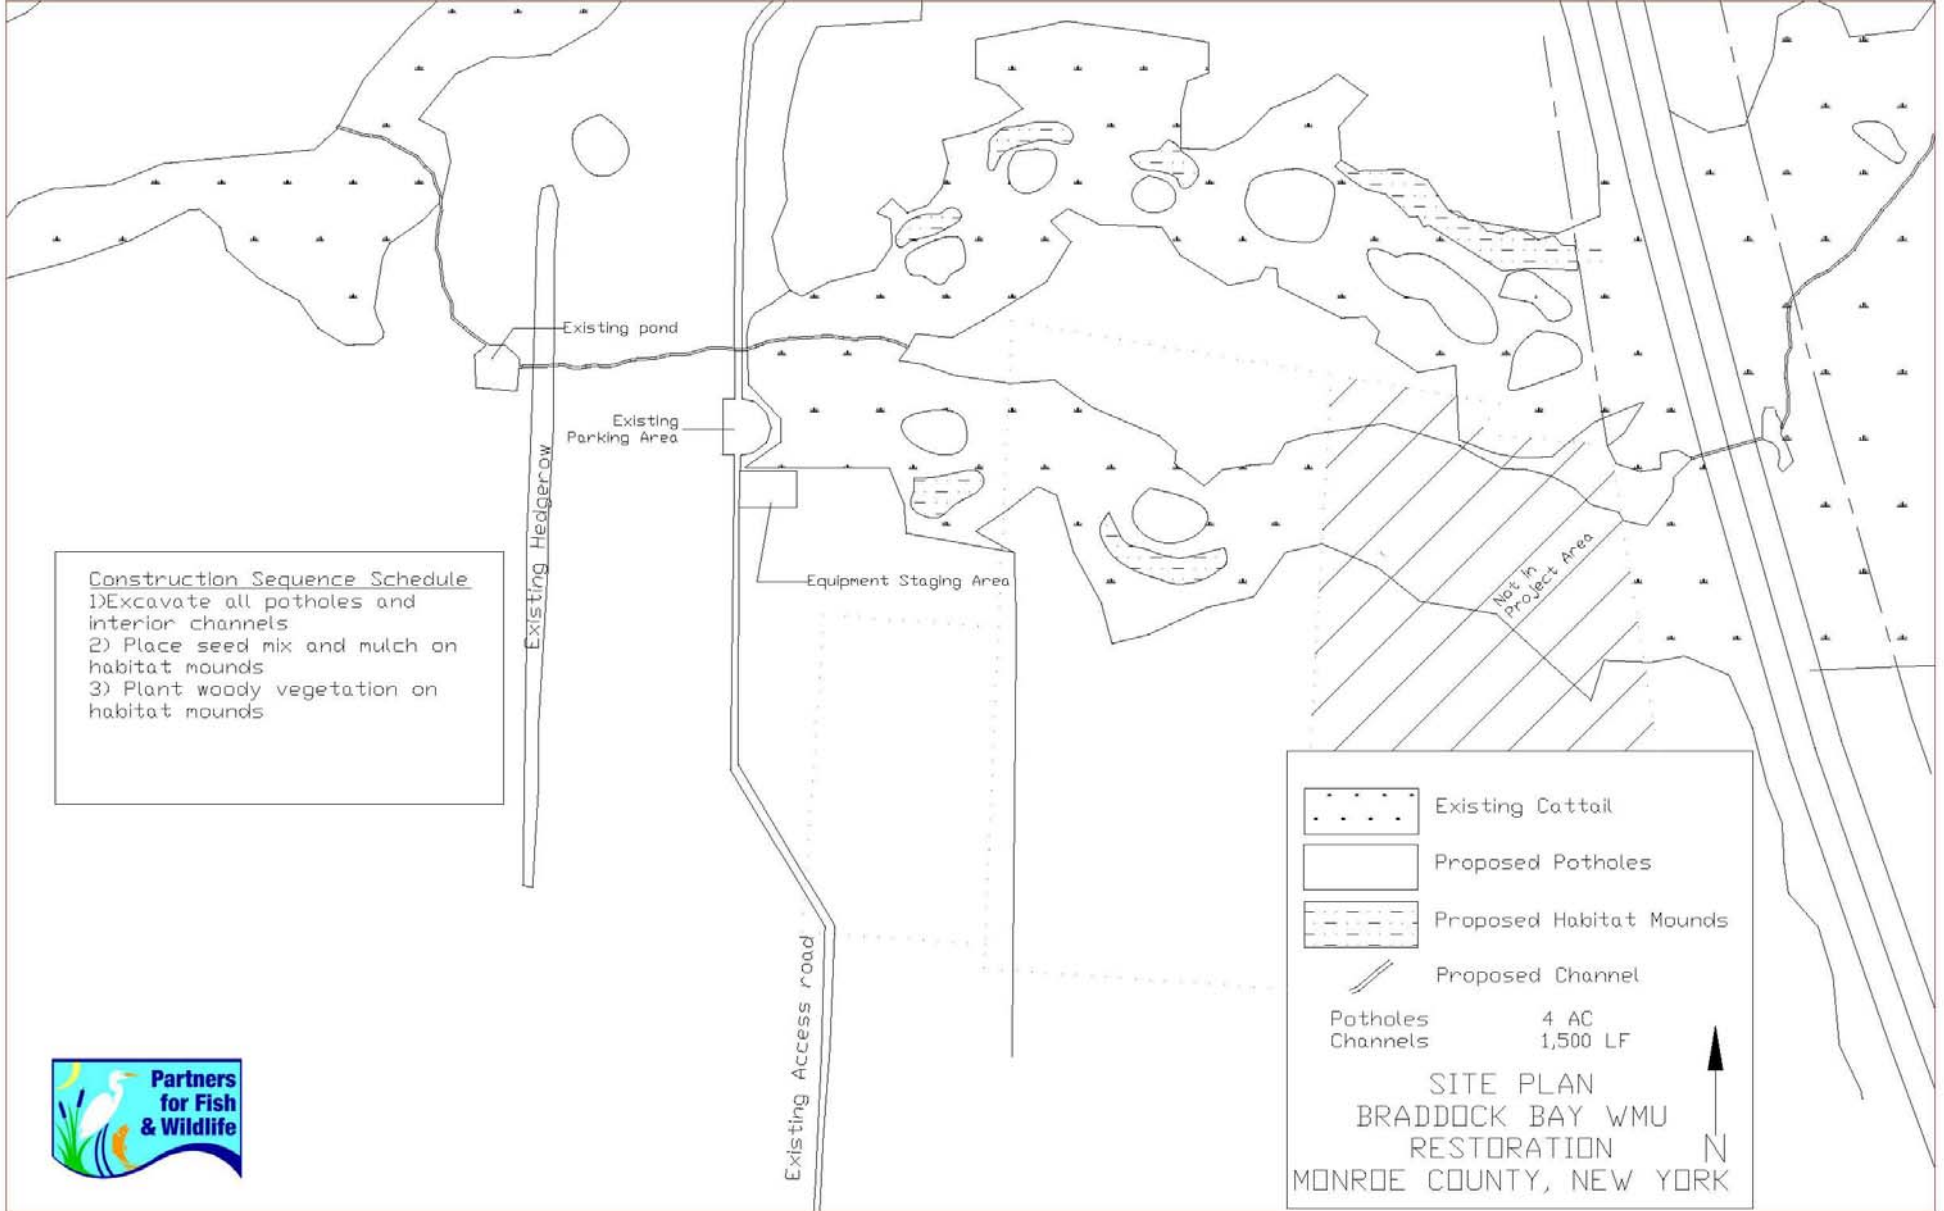 Existing pond
Existing
Parking Area
Existing Hedgerow
Equipment Staging Area
Not in
Project Area
Construction Sequence Schedule
1)Excavate all potholes and
interior channels
2) Place seed mix and mulch on
habitat mounds
3) Plant woody vegetation on
habitat mounds
Existing Access road
Existing Cattail
Proposed Potholes
Proposed Habitat Mounds
Proposed Channel
Potholes 4 AC
Channels 1,500 LF
SITE PLAN
BRADDOCK BAY WMU
RESTORATION
MONROE COUNTY, NEW YORK
N
Partners
for Fish
& Wildlife